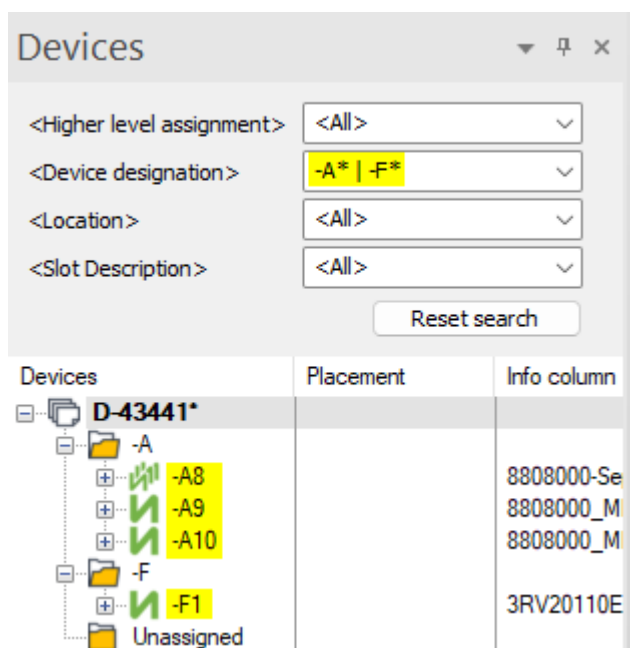 Devices
<Higher level assignment> <All>
<Device designation> -A* | -F*
<Location> <All>
<Slot Description> <All>
Reset search
Devices Placement Info column
D-43441*
-A
-A8 8808000-Se
-A9 8808000_M
-A10 8808000_M
-F
-F1 3RV20110E
Unassigned